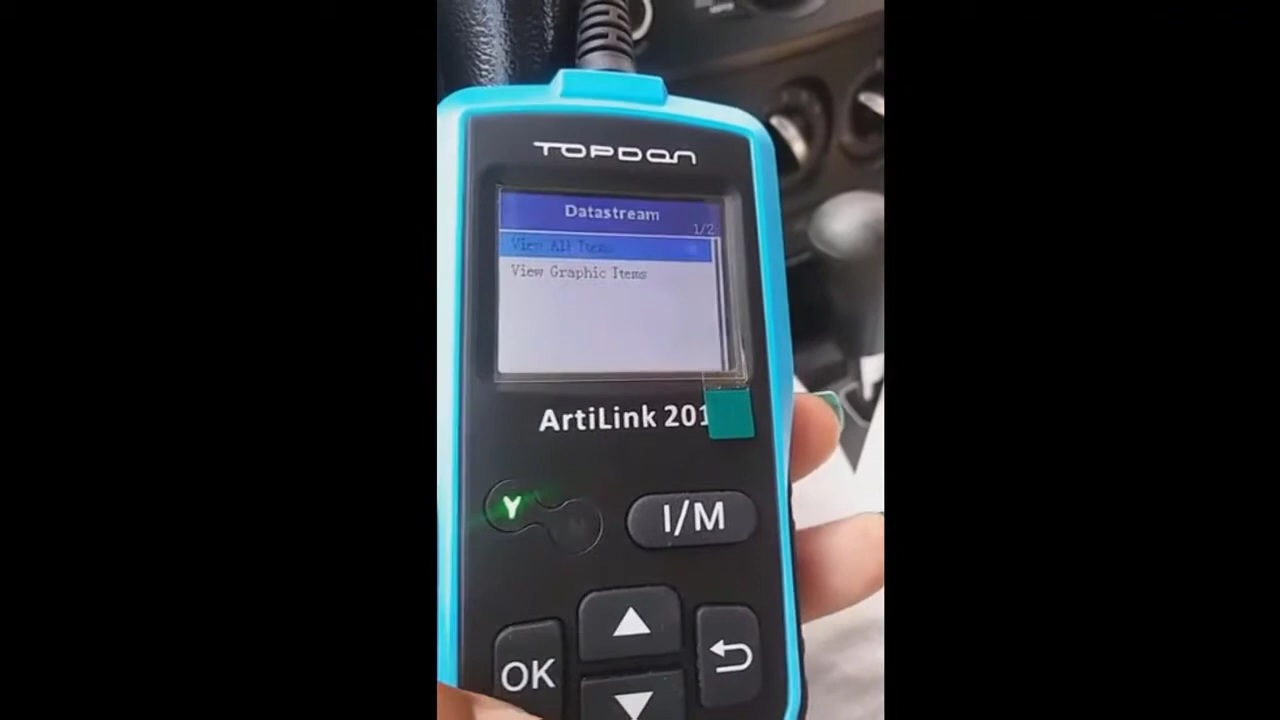 TOPDON
Datastream
1/2
View All Items
View Graphic Items
ArtiLink 201
Y
N
I/M
OK